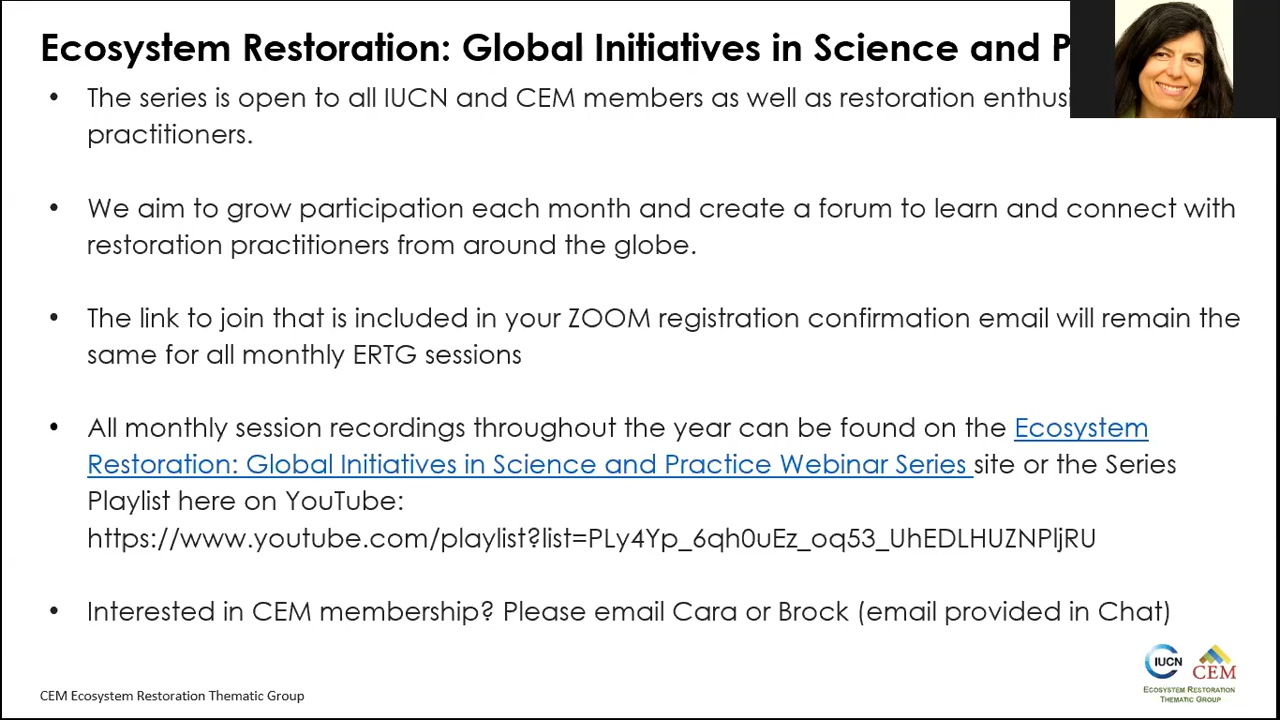 Ecosystem Restoration: Global Initiatives in Science and
• The series is open to all IUCN and CEM members as well as restoration
practitioners.
• We aim to grow participation each month and create a forum to learn and connect with
restoration practitioners from around the globe.
• The link to join that is included in your ZOOM registration confirmation email will remain the
same for all monthly ERTG sessions
• All monthly session recordings throughout the year can be found on the Ecosystem
Restoration: Global Initiatives in Science and Practice Webinar Series site or the Series
Playlist here on YouTube:
https://www.youtube.com/playlist?list=PLy4Yp_6qh0uEz_oq53_UhEDLHUZNPljRU
• Interested in CEM membership? Please email Cara or Brock (email provided in Chat)
IUCN CEM
ECOSYSTEM RESTORATION
THEMATIC GROUP
CEM Ecosystem Restoration Thematic Group